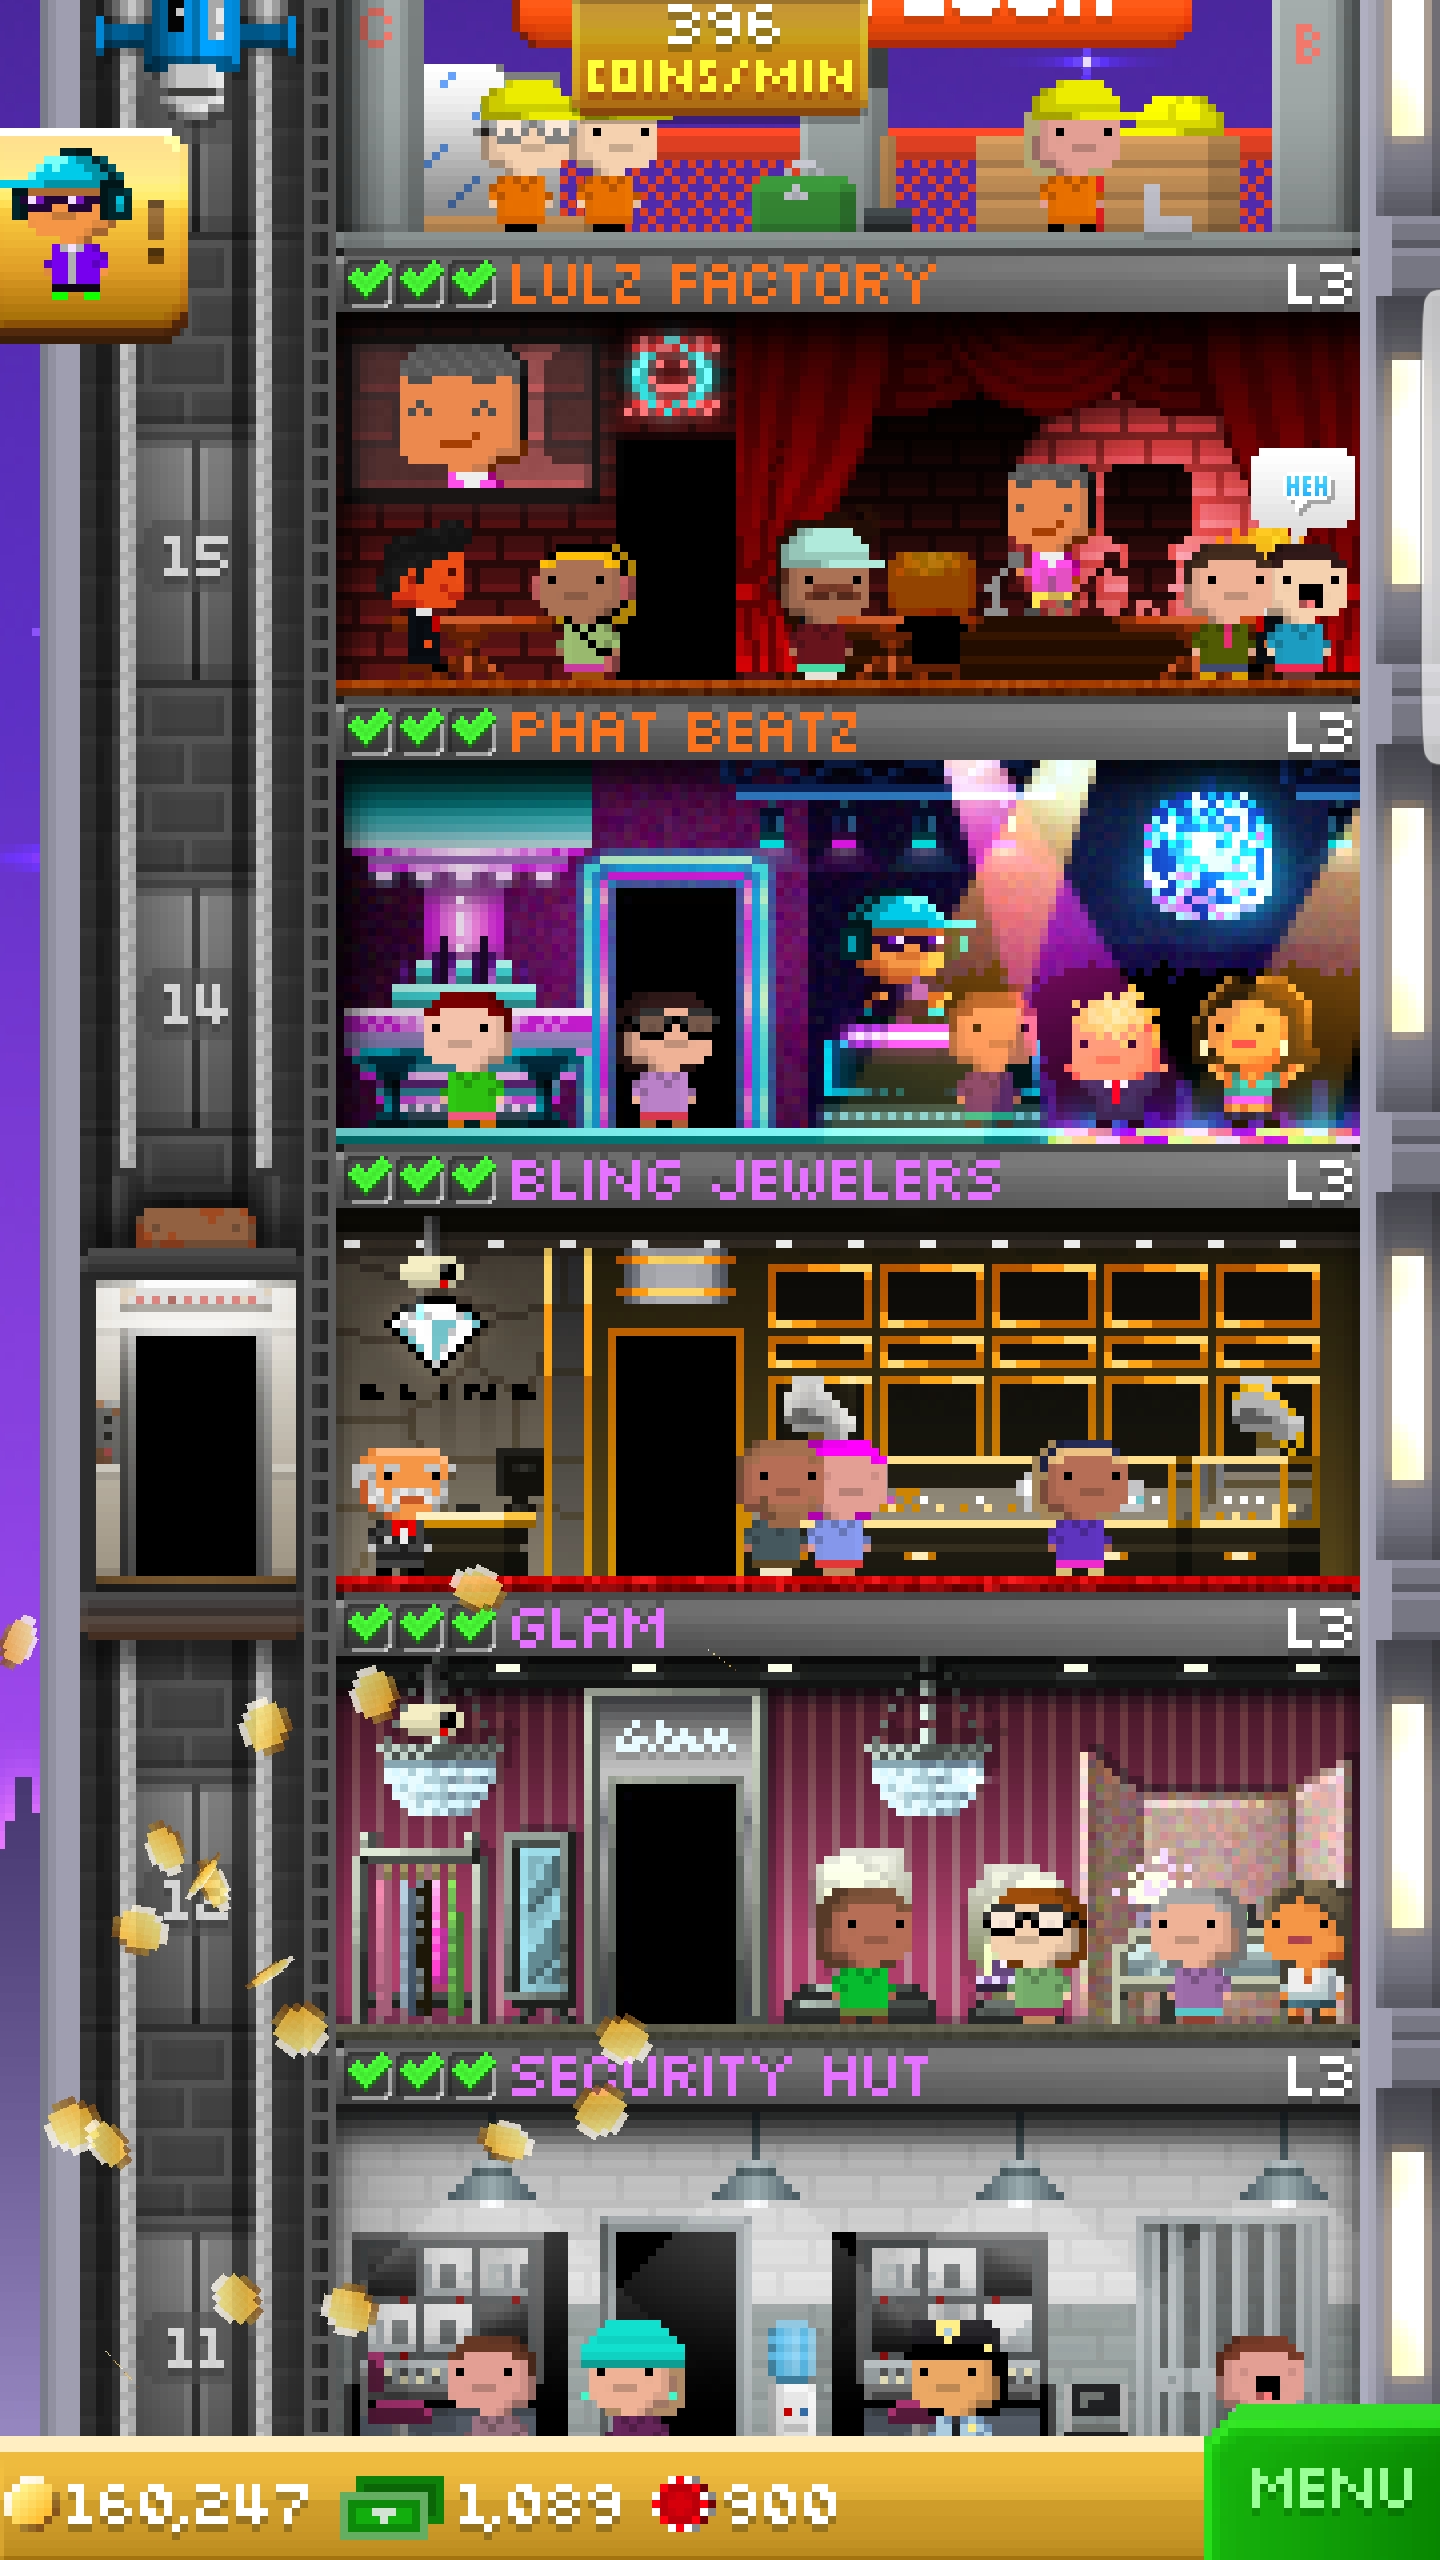 396
COINS/MIN
C
B
LULZ FACTORY L3
HEH
15
PHAT BEATZ L3
14
BLING JEWELERS L3
BLING
GLAM L3
Glam
SECURITY HUT L3
11
160,247 1,089 900
MENU